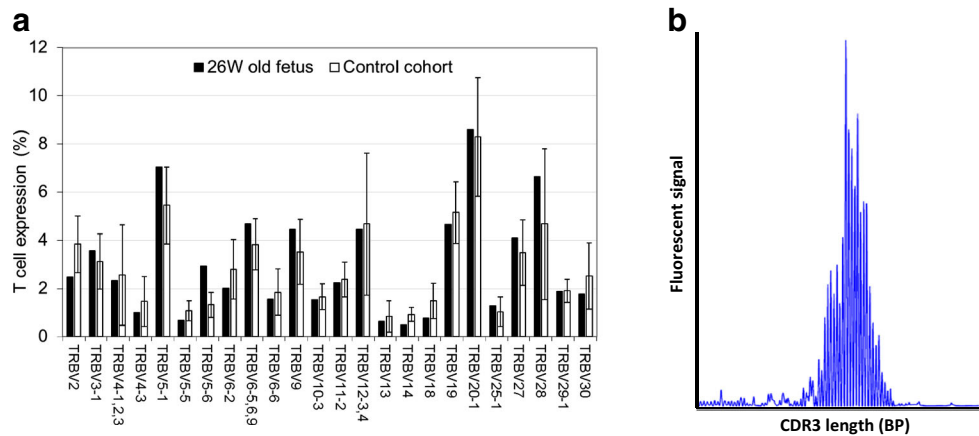 a
b
12
10
8
6
4
2
0
T cell expression (%)
26W old fetus
Control cohort
TRBV2
TRBV3-1
TRBV4-1,2,3
TRBV4-3
TRBV5-1
TRBV5-5
TRBV5-6
TRBV6-2
TRBV6-5,6,9
TRBV6-6
TRBV9
TRBV10-3
TRBV11-2
TRBV12-3,4
TRBV13
TRBV14
TRBV18
TRBV19
TRBV20-1
TRBV25-1
TRBV27
TRBV28
TRBV29-1
TRBV30
Fluorescent signal
CDR3 length (BP)